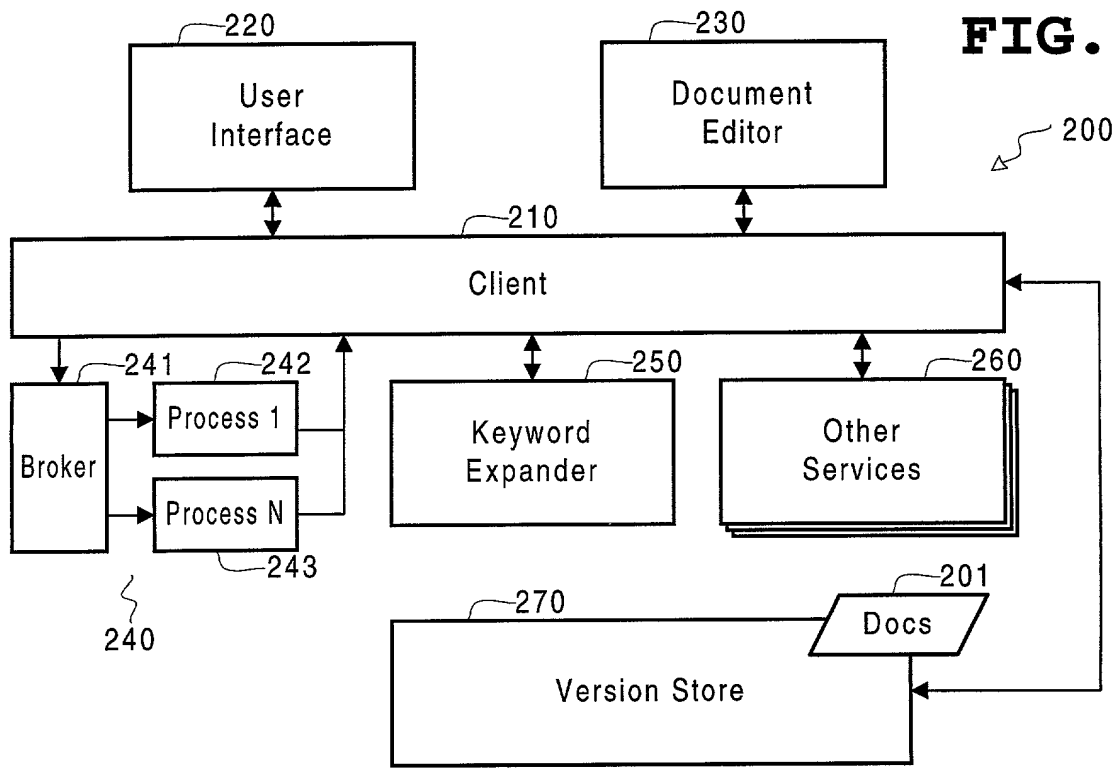 220
230
FIG.
User
Interface
Document
Editor
200
210
Client
241
242
250
260
Broker
Process 1
Process N
Keyword
Expander
Other
Services
243
240
270
201
Docs
Version Store